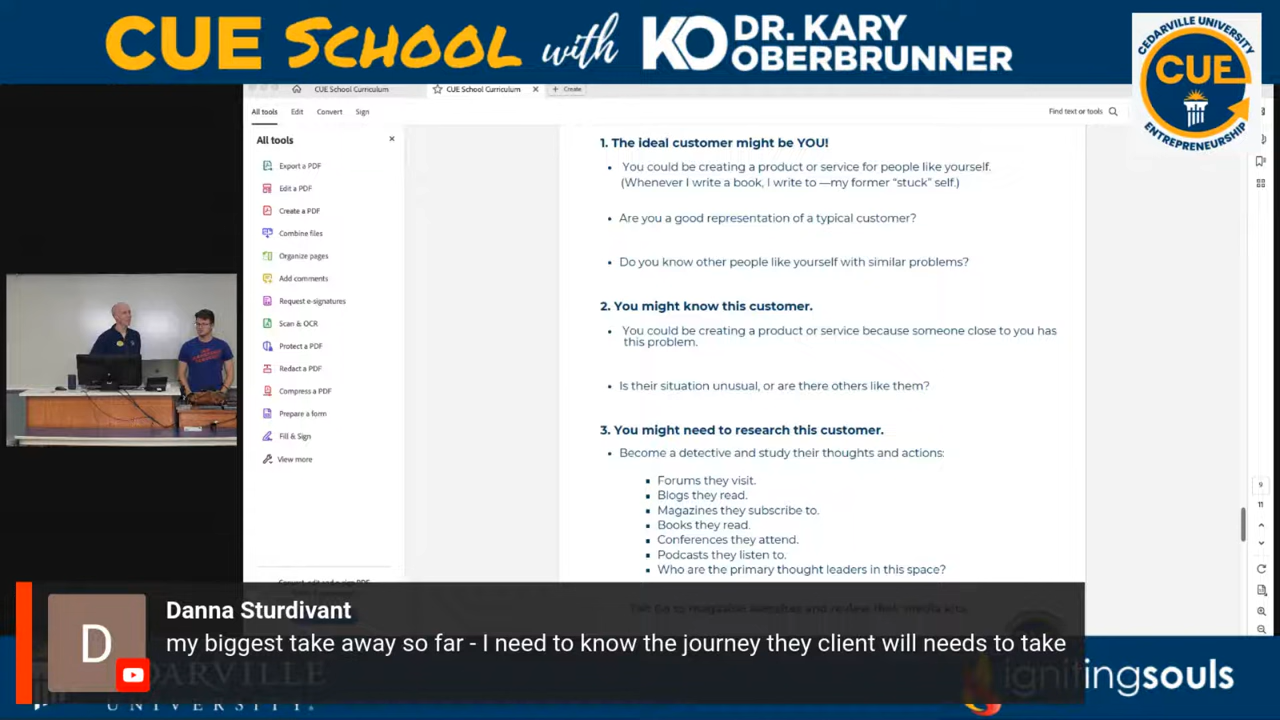 CUE SCHOOL with KO DR. KARY OBERBRUNNER
CEDARVILLE UNIVERSITY
CUE
ENTREPRENEURSHIP
CUE School Curriculum
CUE School Curriculum
Create
All tools Edit Convert Sign
Find text or tools
All tools
Export a PDF
Edit a PDF
Create a PDF
Combine files
Organize pages
Add comments
Request e-signatures
Scan & OCR
Protect a PDF
Redact a PDF
Compress a PDF
Prepare a form
Fill & Sign
View more
1. The ideal customer might be YOU!
• You could be creating a product or service for people like yourself.
(Whenever I write a book, I write to —my former “stuck” self.)
• Are you a good representation of a typical customer?
• Do you know other people like yourself with similar problems?
2. You might know this customer.
• You could be creating a product or service because someone close to you has
this problem.
• Is their situation unusual, or are there others like them?
3. You might need to research this customer.
• Become a detective and study their thoughts and actions:
▪ Forums they visit.
▪ Blogs they read.
▪ Magazines they subscribe to.
▪ Books they read.
▪ Conferences they attend.
▪ Podcasts they listen to.
▪ Who are the primary thought leaders in this space?
9
11
D
Danna Sturdivant
my biggest take away so far - I need to know the journey they client will needs to take
UNIVERSITY.
ignitingsouls